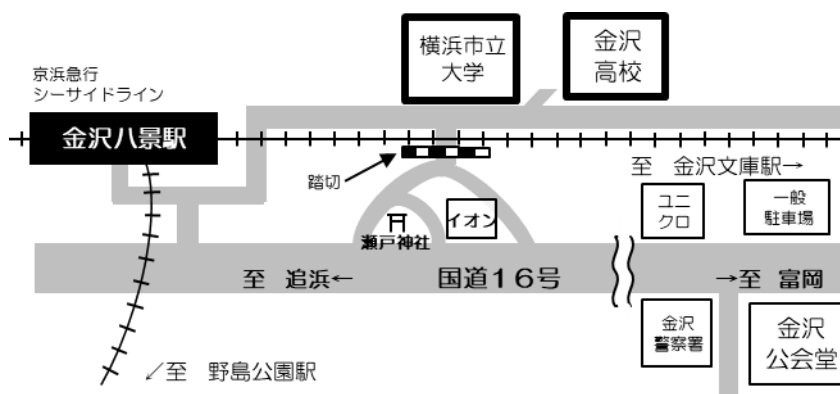 横浜市立
大学
金沢
高校
京浜急行
シーサイドライン
金沢八景駅
踏切
至 金沢文庫駅→
ユニ
クロ
一般
駐車場
瀬戸神社
イオン
至 追浜←
国道16号
→至 富岡
金沢
警察署
金沢
公会堂
↙至 野島公園駅